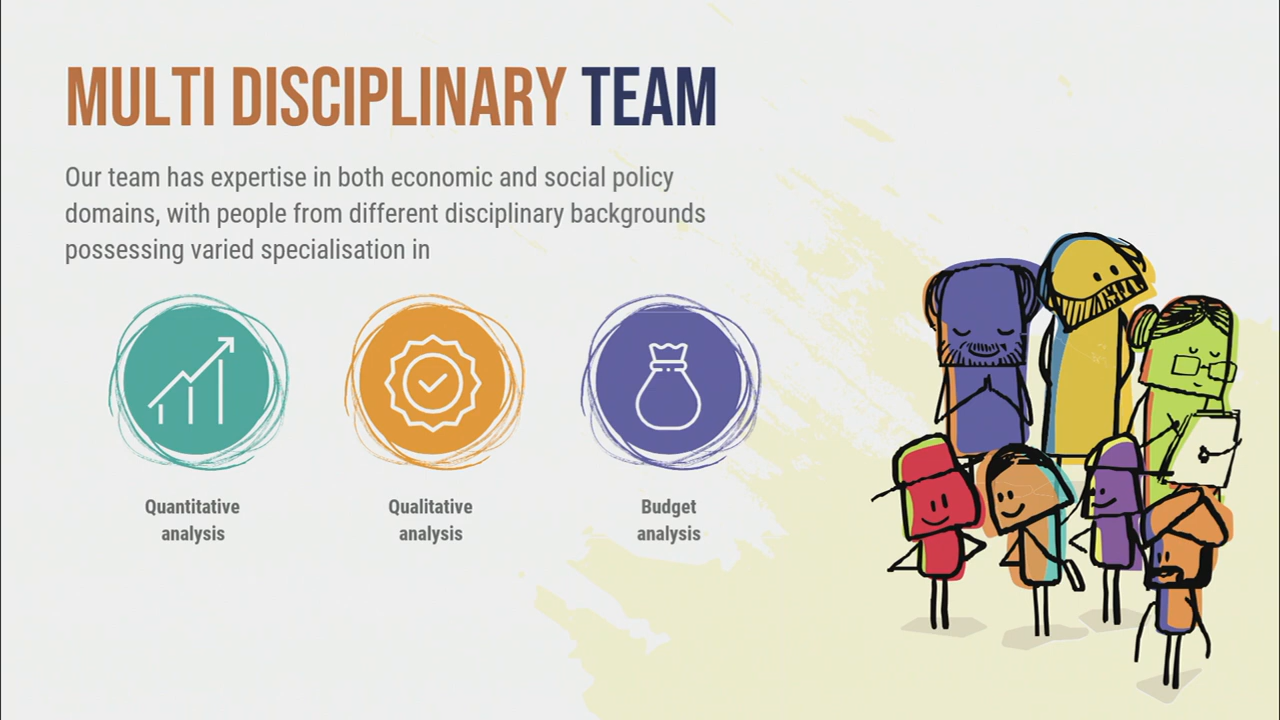 MULTI DISCIPLINARY TEAM
Our team has expertise in both economic and social policy
domains, with people from different disciplinary backgrounds
possessing varied specialisation in
Quantitative
analysis
Qualitative
analysis
Budget
analysis